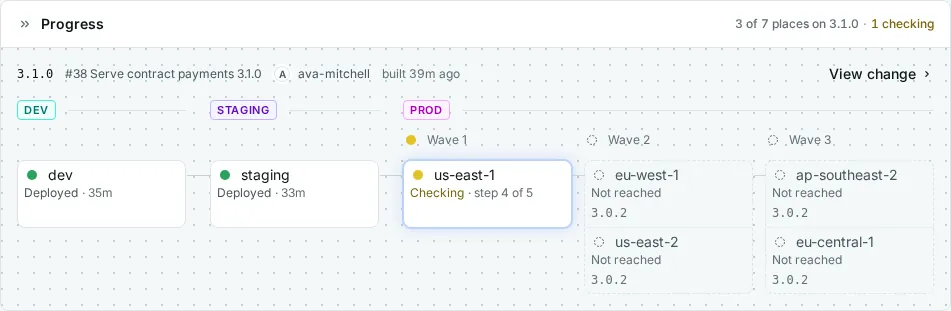 » Progress
3 of 7 places on 3.1.0 · 1 checking
3.1.0 #38 Serve contract payments 3.1.0 A ava-mitchell built 39m ago
View change ›
DEV
STAGING
PROD
Wave 1
Wave 2
Wave 3
dev
Deployed · 35m
staging
Deployed · 33m
us-east-1
Checking · step 4 of 5
eu-west-1
Not reached
3.0.2
us-east-2
Not reached
3.0.2
ap-southeast-2
Not reached
3.0.2
eu-central-1
Not reached
3.0.2